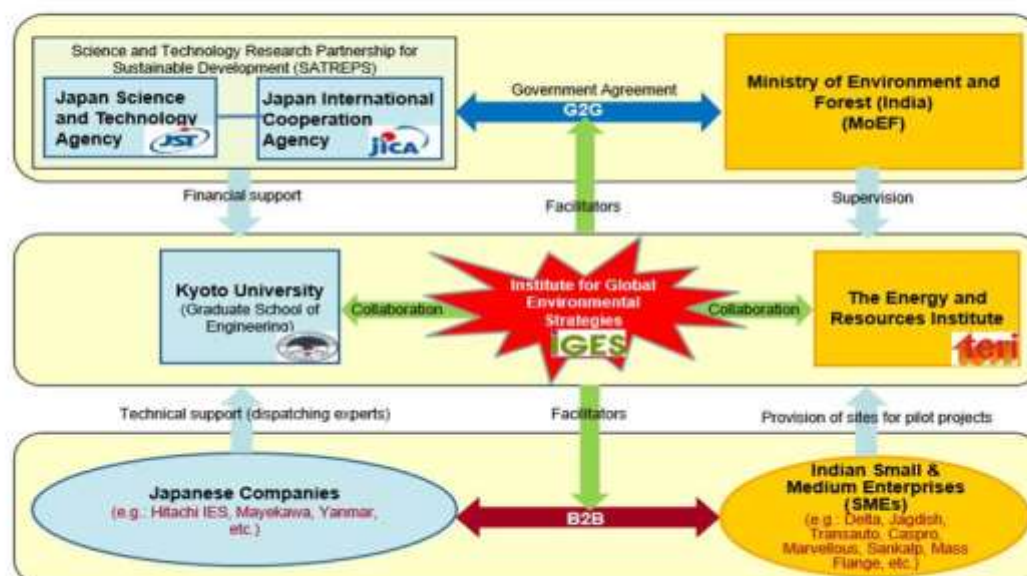 Science and Technology Research Partnership for
Sustainable Development (SATREPS)
Japan Science
and Technology
Agency
JST
Japan International
Cooperation
Agency
jICA
Government Agreement
G2G
Ministry of Environment and
Forest (India)
(MoEF)
Financial support
Facilitators
Supervision
Kyoto University
(Graduate School of
Engineering)
Collaboration
Institute for Global
Environmental
Strategies
iGES
Collaboration
The Energy and
Resources Institute
teri
Technical support (dispatching experts)
Facilitators
Provision of sites for pilot projects
Japanese Companies
(e.g.: Hitachi IES, Mayekawa, Yanmar,
etc.)
B2B
Indian Small &
Medium Enterprises
(SMEs)
(e.g.: Delta, Jagdish,
Transauto, Caspro,
Marvellous, Sankalp, Mass
Flange, etc.)